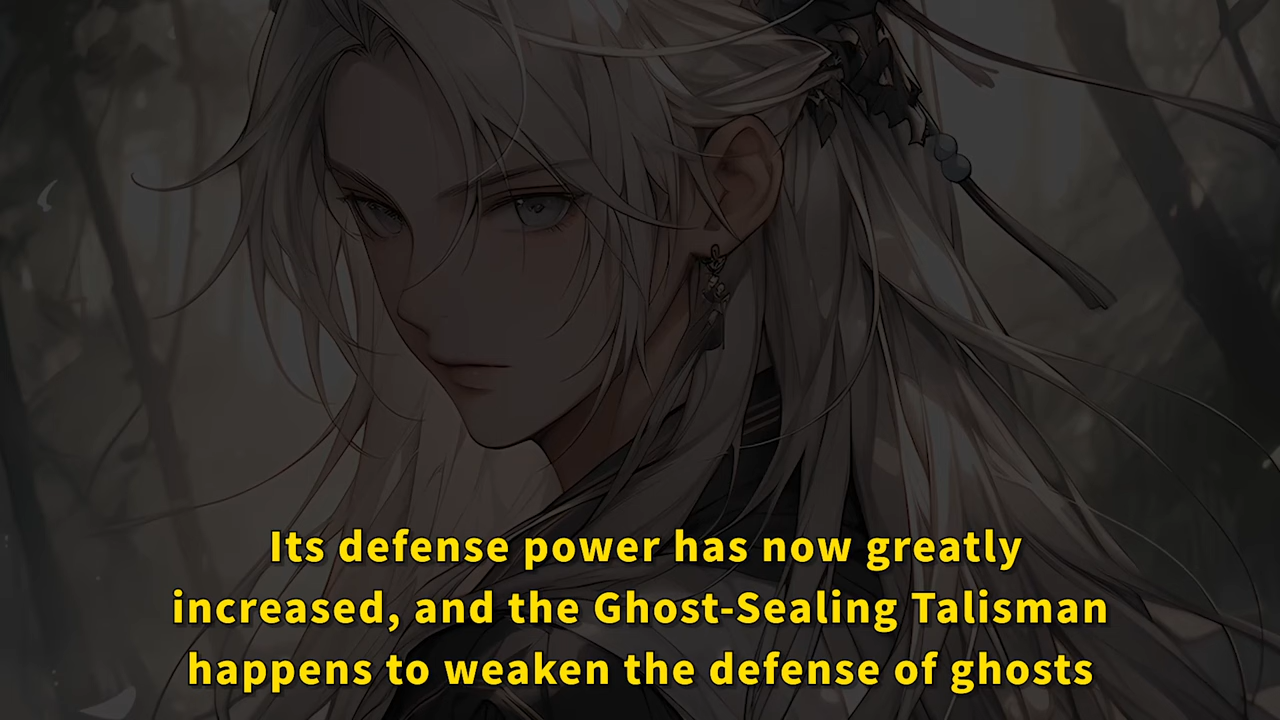 Its defense power has now greatly
increased, and the Ghost-Sealing Talisman
happens to weaken the defense of ghosts